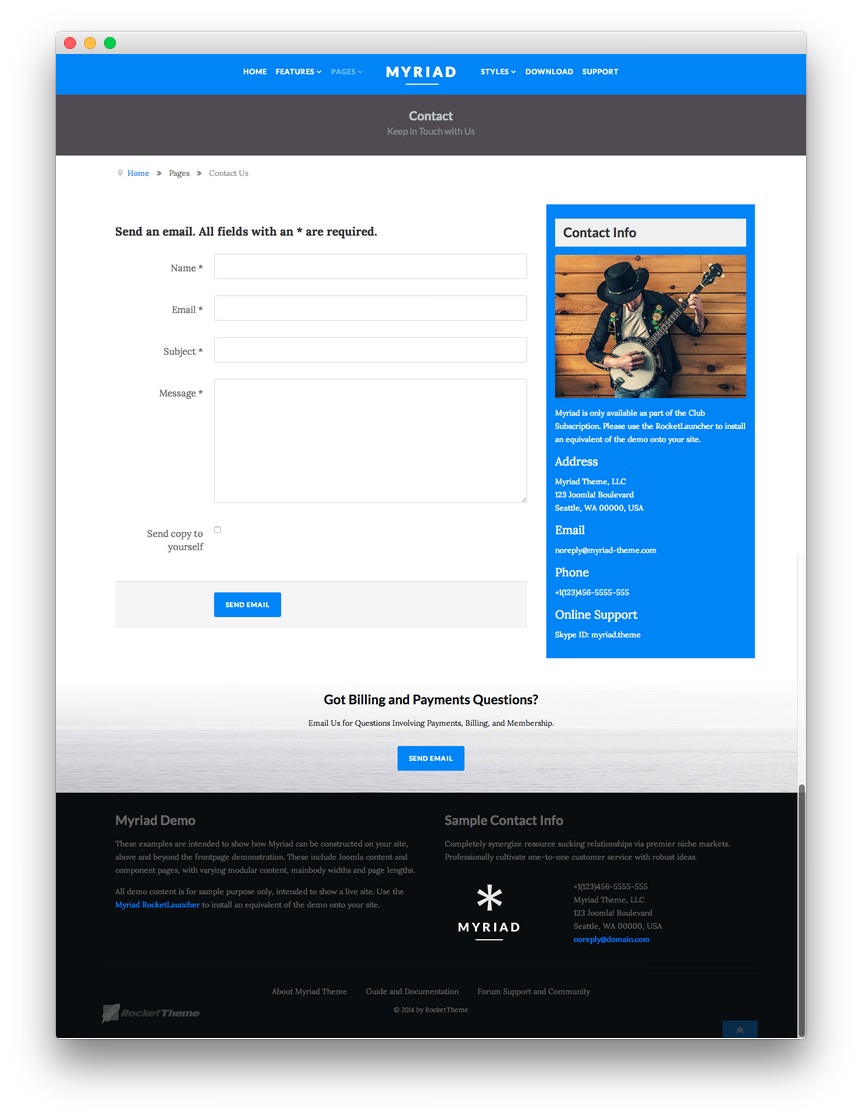 HOME FEATURES PAGES MYRIAD STYLES DOWNLOAD SUPPORT
Contact
Keep in Touch with Us
Home Pages Contact Us
Send an email. All fields with an * are required.
Name *
Email *
Subject *
Message *
Send copy to
yourself
SEND EMAIL
Contact Info
Myriad is only available as part of the Club
Subscription. Please use the RocketLauncher to install
an equivalent of the demo onto your site.
Address
Myriad Theme, LLC
123 Joomla! Boulevard
Seattle, WA 00000, USA
Email
noreply@myriad-theme.com
Phone
+1(123)456-5555-555
Online Support
Skype ID: myriad.theme
Got Billing and Payments Questions?
Email Us for Questions Involving Payments, Billing, and Membership.
SEND EMAIL
Myriad Demo
These examples are intended to show how Myriad can be constructed on your site,
above and beyond the frontpage demonstration. These include Joomla content and
component pages, with varying modular content, mainbody widths and page lengths.
All demo content is for sample purpose only, intended to show a live site. Use the
Myriad RocketLauncher to install an equivalent of the demo onto your site.
Sample Contact Info
Completely synergize resource sucking relationships via premier niche markets.
Professionally cultivate one-to-one customer service with robust ideas.
MYRIAD
+1(123)456-5555-555
Myriad Theme, LLC
123 Joomla! Boulevard
Seattle, WA 00000, USA
noreply@domain.com
About Myriad Theme Guide and Documentation Forum Support and Community
RocketTheme
© 2014 by RocketTheme